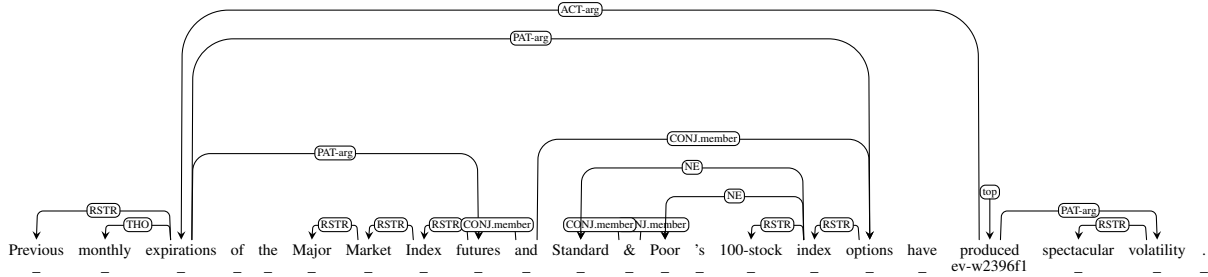 ACT-arg
PAT-arg
CONJ.member
PAT-arg
NE
NE
RSTR top PAT-arg
THO RSTR RSTR RSTR CONJ.member CONJ.member NJ.member RSTR RSTR RSTR
Previous monthly expirations of the Major Market Index futures and Standard & Poor 's 100-stock index options have produced spectacular volatility .
_ _ _ _ _ _ _ _ _ _ _ _ _ _ _ _ _ _ ev-w2396f1 _ _ _